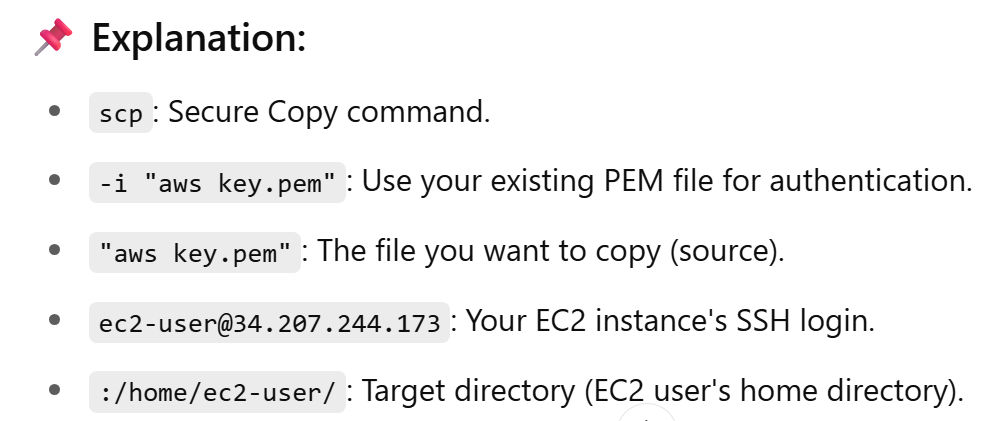 Explanation:
scp: Secure Copy command.
-i "aws key.pem": Use your existing PEM file for authentication.
"aws key.pem": The file you want to copy (source).
ec2-user@34.207.244.173: Your EC2 instance's SSH login.
:/home/ec2-user/: Target directory (EC2 user's home directory).